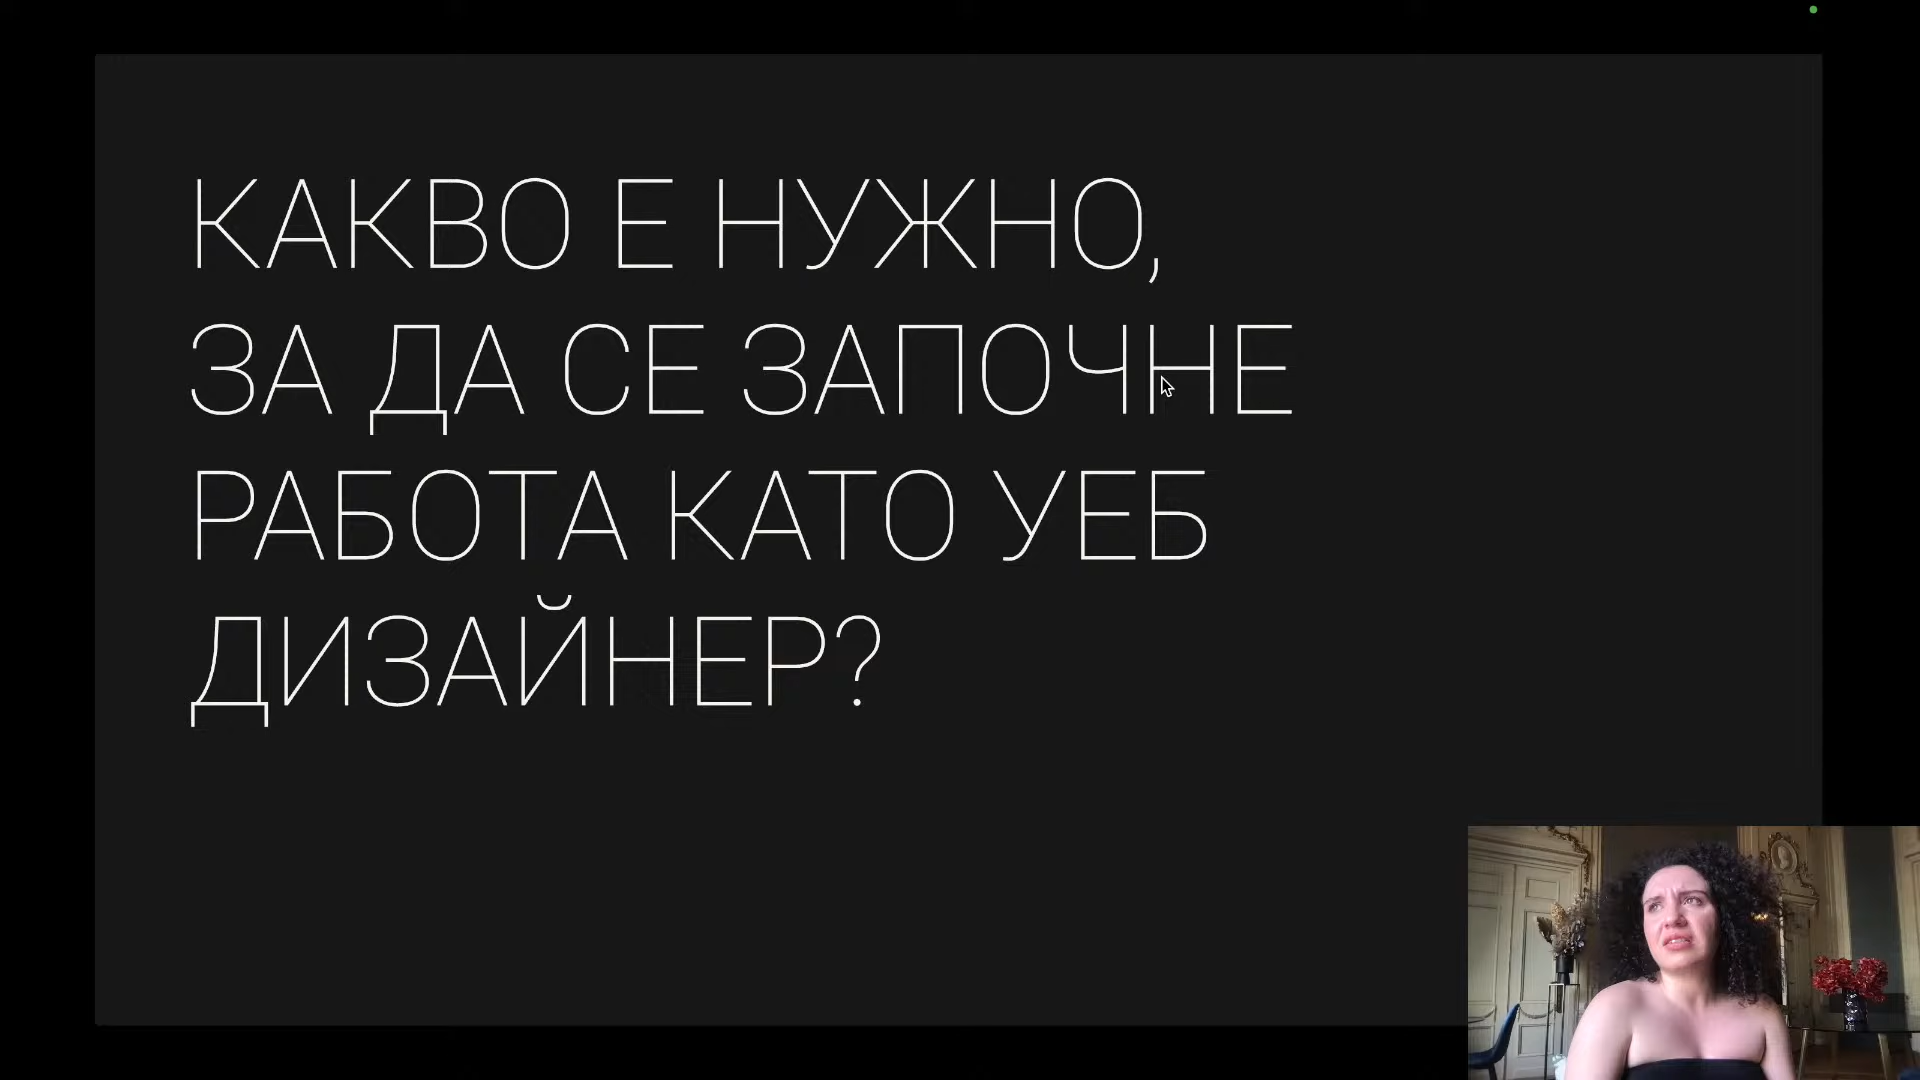 КАКВО Е НУЖНО,
ЗА ДА СЕ ЗАПОЧНЕ
РАБОТА КАТО УЕБ
ДИЗАЙНЕР?